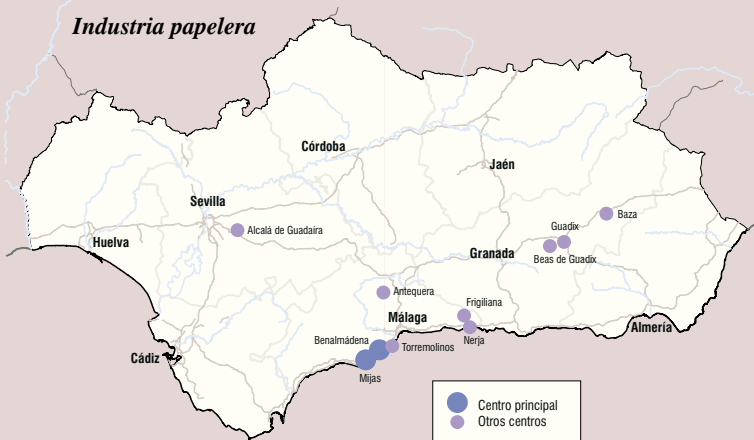 Industria papelera
Córdoba
Jaén
Sevilla
Alcalá de Guadaira
Huelva
Baza
Guadix
Beas de Guadix
Granada
Antequera
Frigiliana
Málaga
Nerja
Almería
Benalmádena
Torremolinos
Cádiz
Mijas
Centro principal
Otros centros